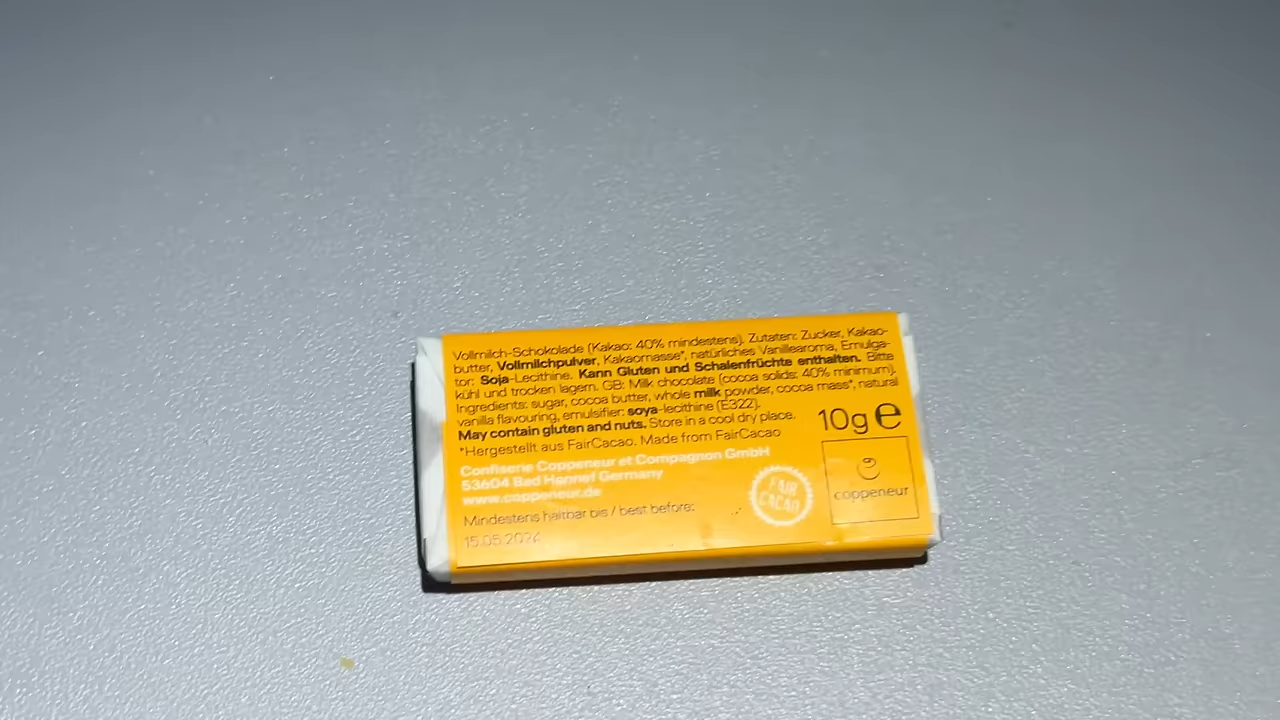 Vollmilch-Schokolade (Kakao: 40% mindestens). Zutaten: Zucker, Kakao-
butter, Vollmilchpulver, Kakaomasse*, natürliches Vanillearoma, Emulga-
tor: Soja-Lecithine. Kann Gluten und Schalenfrüchte enthalten. Bitte
kühl und trocken lagern. GB: Milk chocolate (cocoa solids: 40% minimum).
Ingredients: sugar, cocoa butter, whole milk powder, cocoa mass*, natural
vanilla flavouring, emulsifier: soya-lecithine (E322).
May contain gluten and nuts. Store in a cool dry place.
*Hergestellt aus FairCacao. Made from FairCacao
10g e
Confiserie Coppeneur et Compagnon GmbH
53604 Bad Honnef Germany
www.coppeneur.de
FAIR
CACAO
coppeneur
Mindestens haltbar bis / best before:
15.05.2024